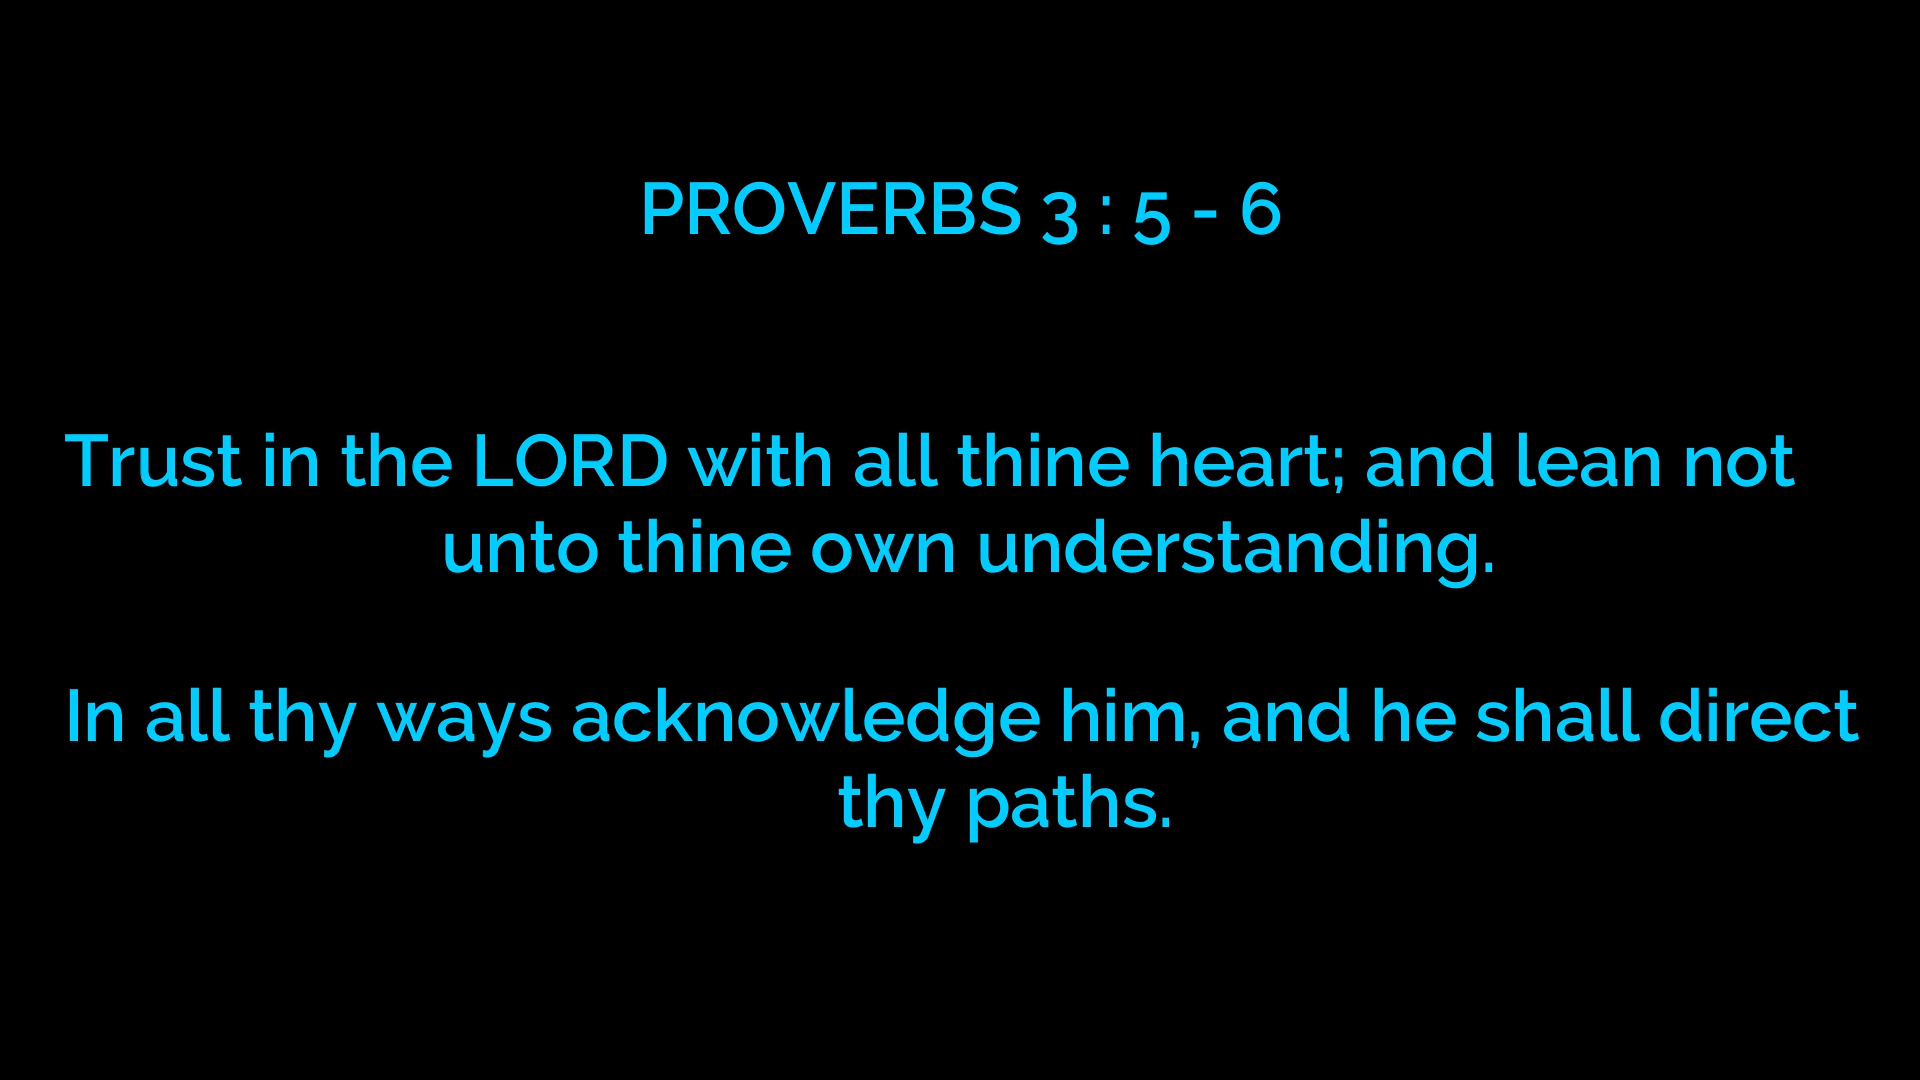 PROVERBS 3 : 5 - 6
Trust in the LORD with all thine heart; and lean not
unto thine own understanding.
In all thy ways acknowledge him, and he shall direct
thy paths.